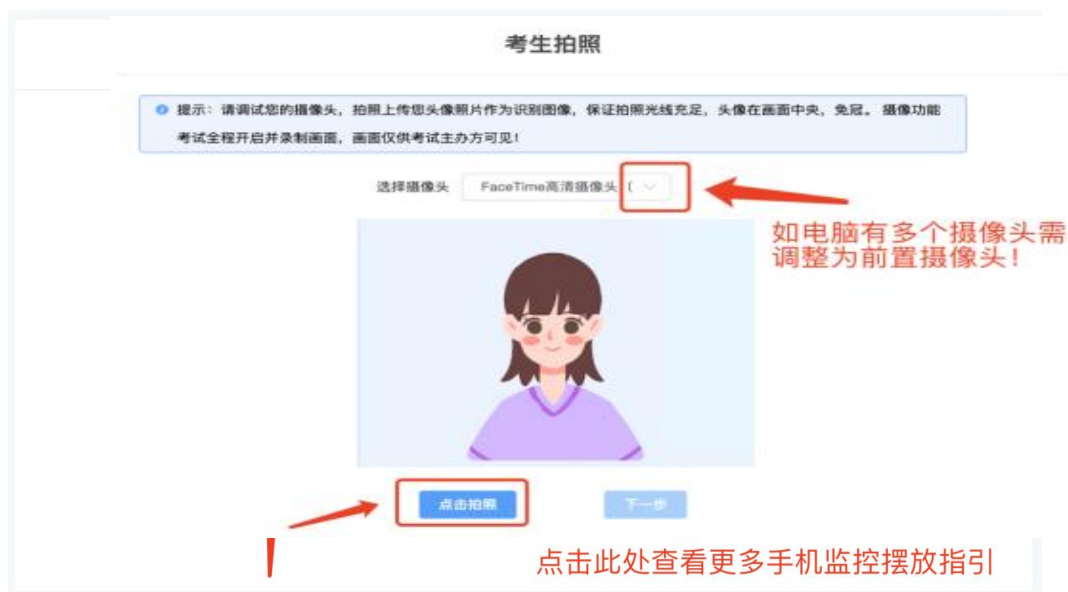 考生拍照
提示：请调试您的摄像头，拍照上传您头像照片作为识别图像，保证拍照光线充足，头像在画面中央，免冠。 摄像功能
考试全程开启并录制画面，画面仅供考试主办方可见！
选择摄像头 FaceTime高清摄像头 (
如电脑有多个摄像头需
调整为前置摄像头！
点击拍照 下一步
点击此处查看更多手机监控摆放指引